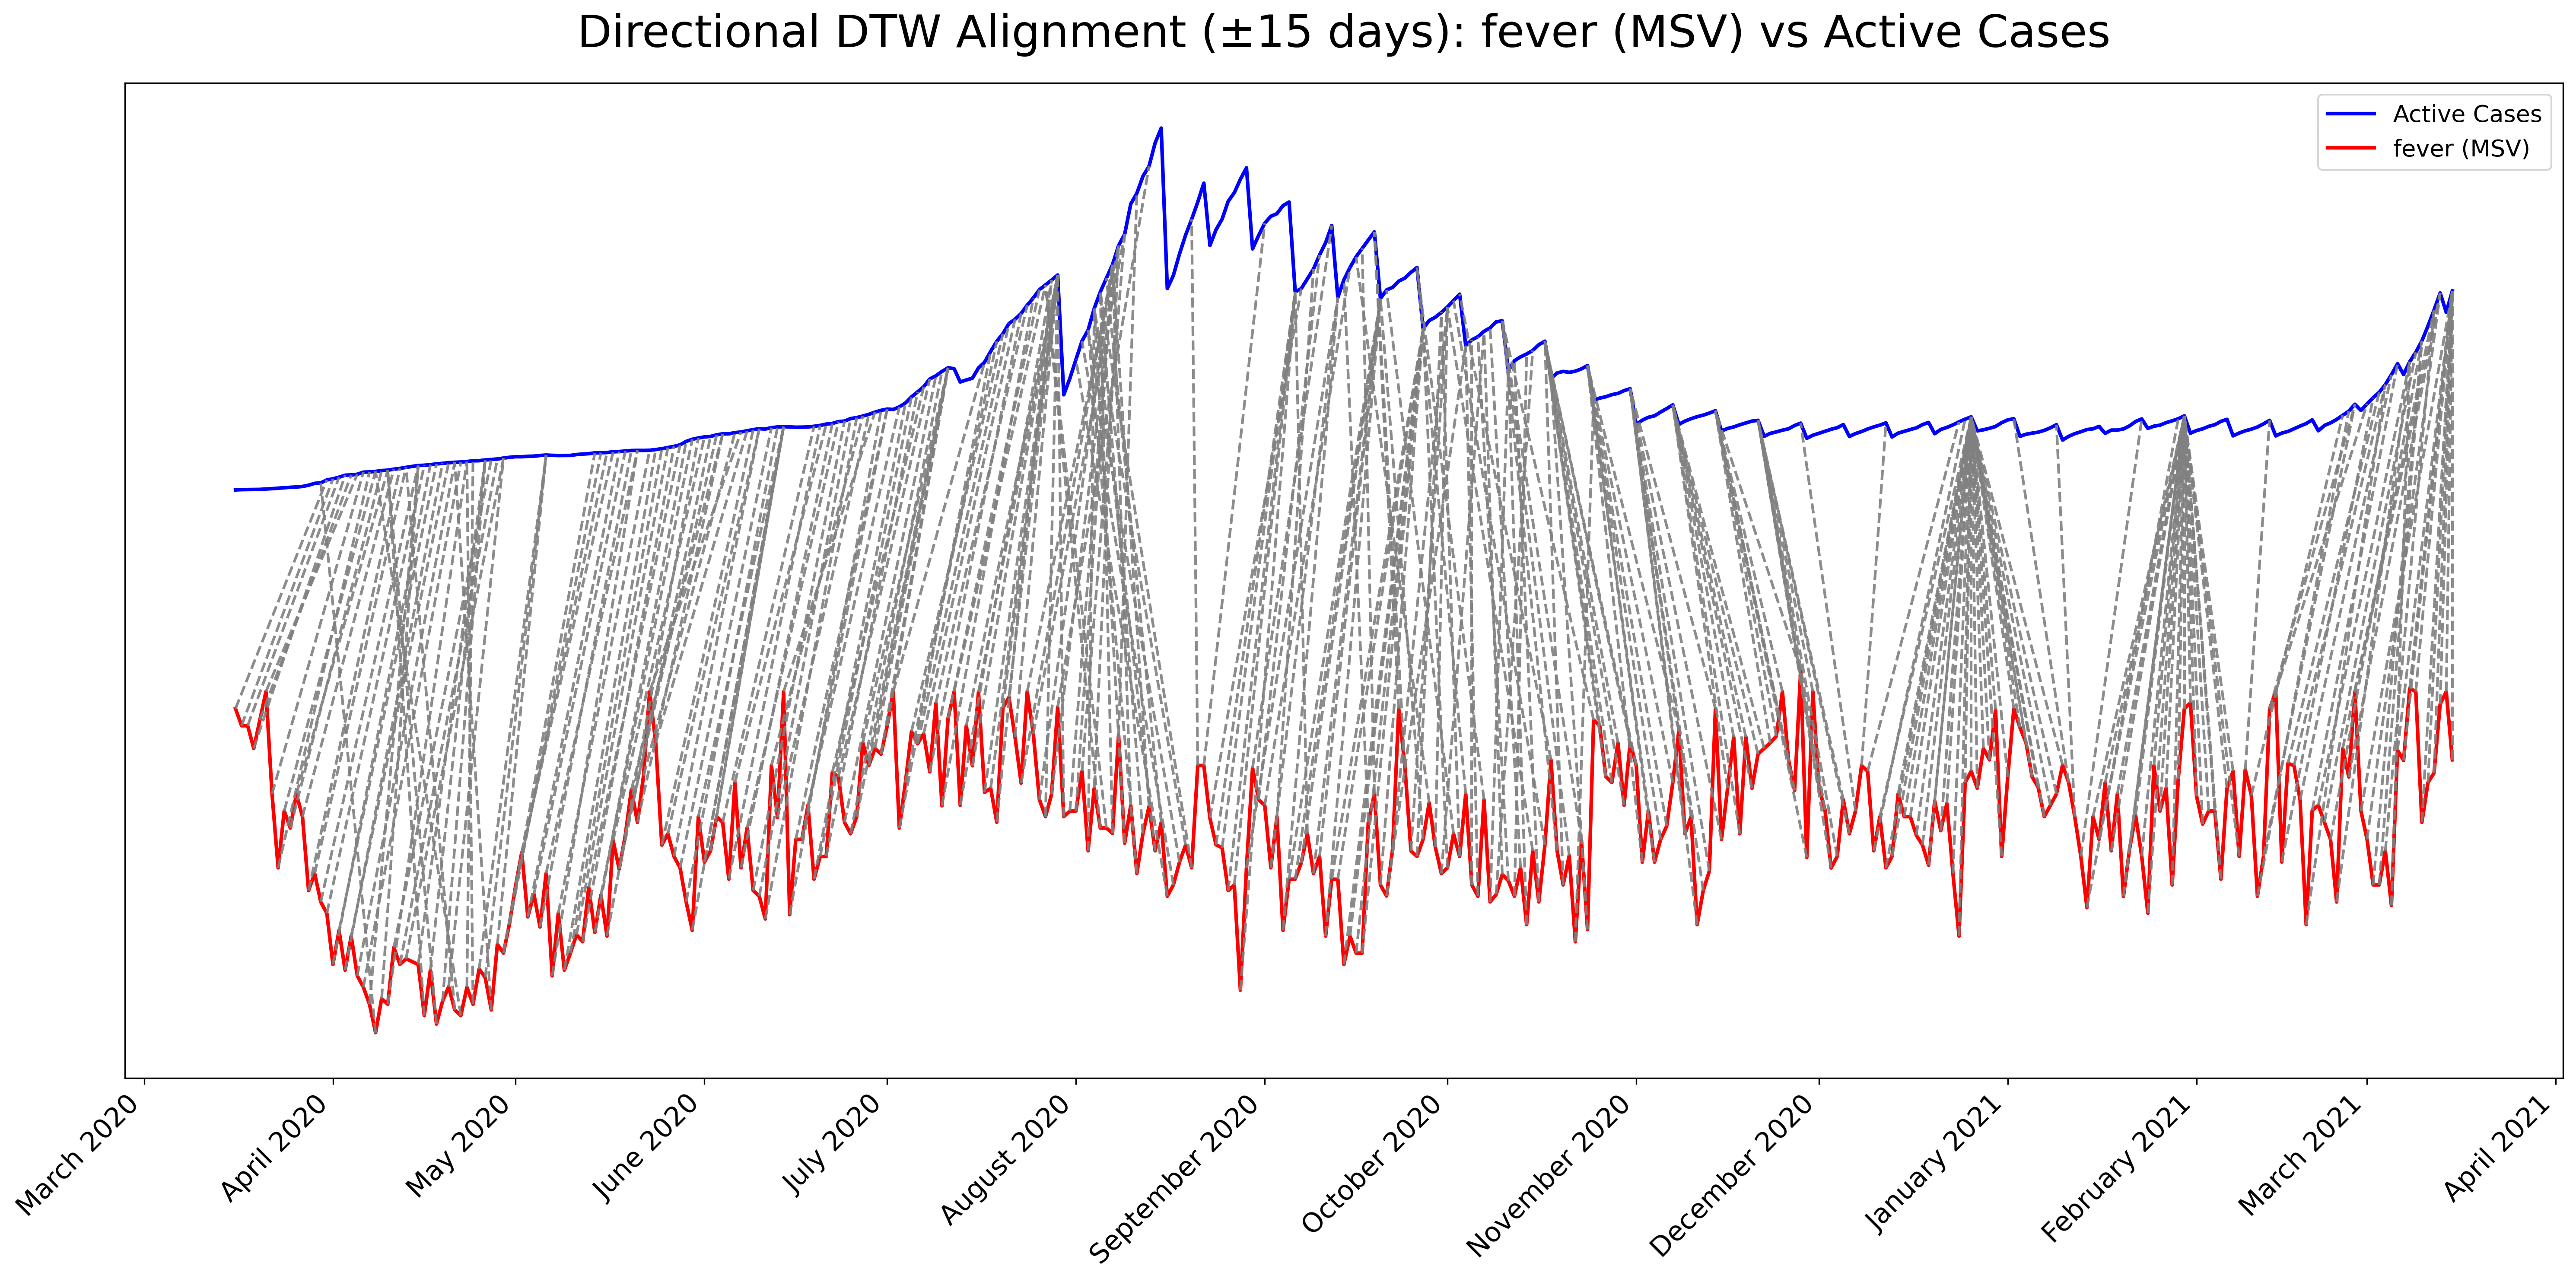 Directional DTW Alignment (±15 days): fever (MSV) vs Active Cases
Active Cases
fever (MSV)
March 2020
April 2020
May 2020
June 2020
July 2020
August 2020
September 2020
October 2020
November 2020
December 2020
January 2021
February 2021
March 2021
April 2021